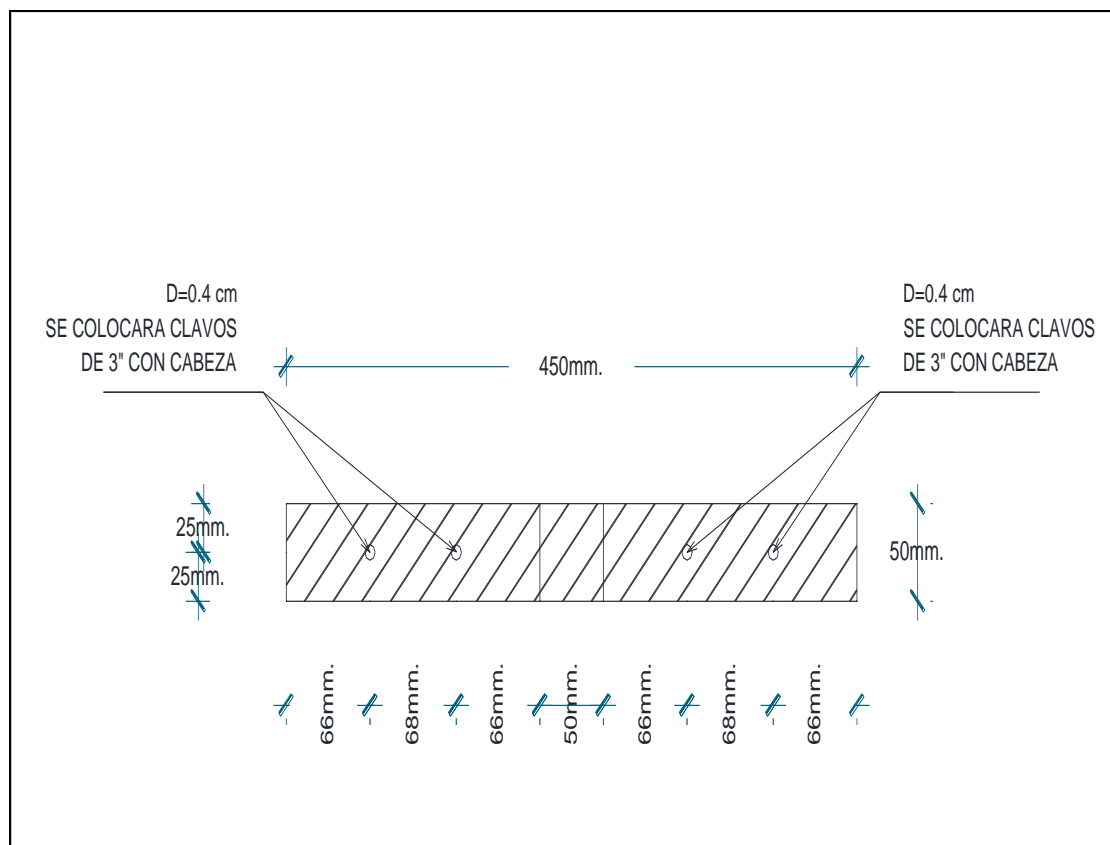 D=0.4 cm
SE COLOCARA CLAVOS
DE 3" CON CABEZA
D=0.4 cm
SE COLOCARA CLAVOS
DE 3" CON CABEZA
450mm.
25mm.
25mm.
50mm.
66mm.
68mm.
66mm.
50mm.
66mm.
68mm.
66mm.